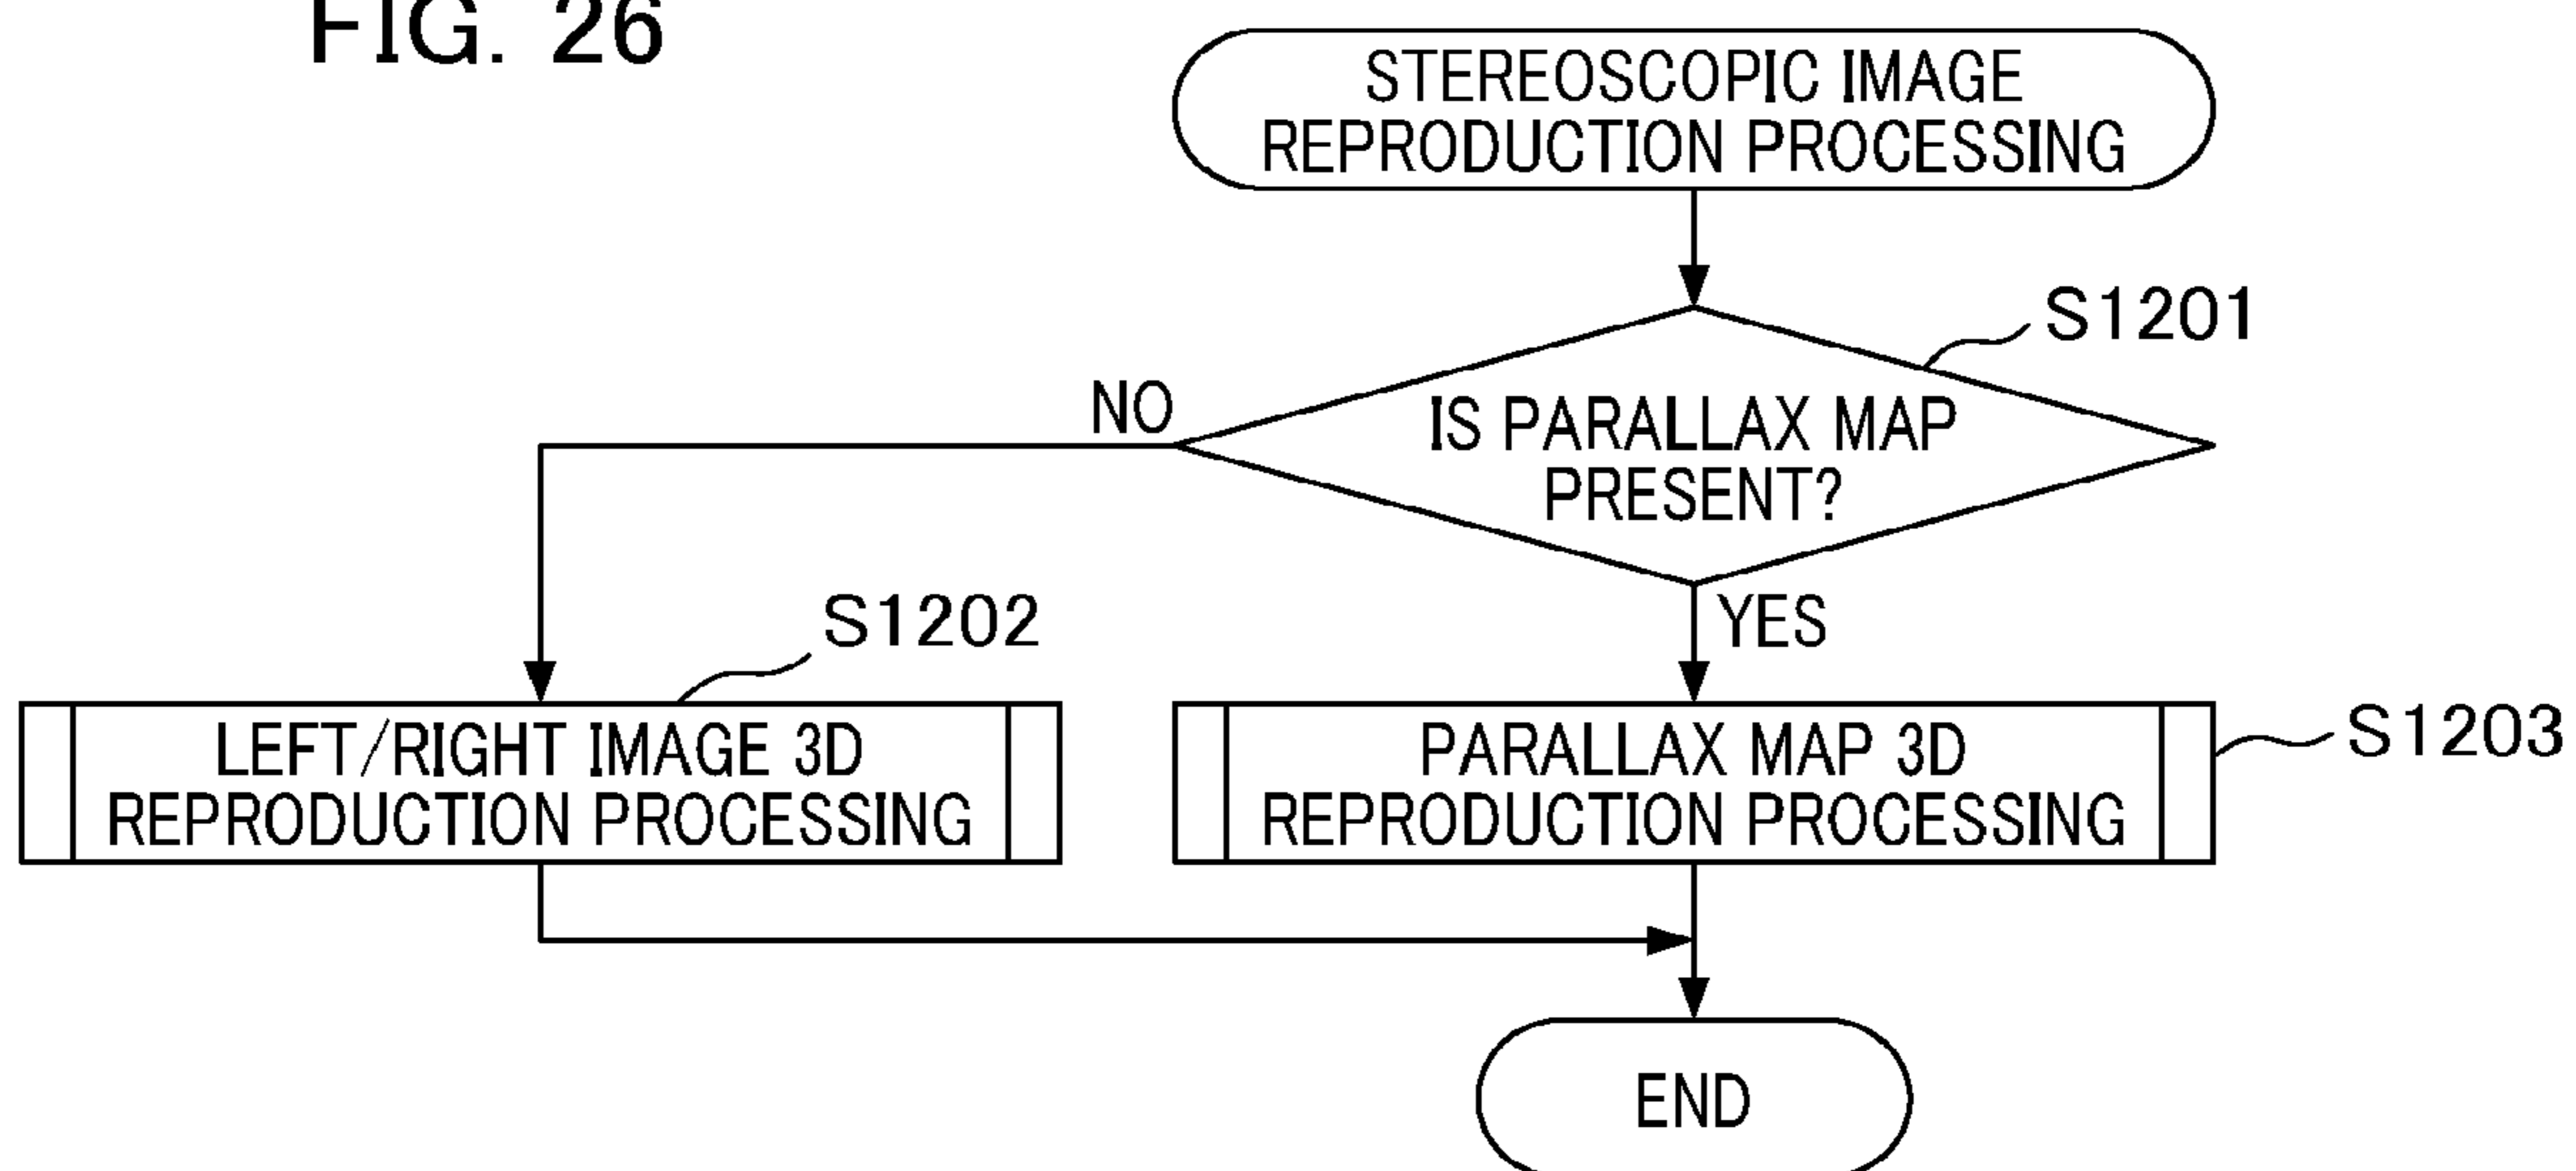 FIG. 26
STEREOSCOPIC IMAGE
REPRODUCTION PROCESSING
S1201
IS PARALLAX MAP
PRESENT?
NO
YES
S1202
LEFT/RIGHT IMAGE 3D
REPRODUCTION PROCESSING
S1203
PARALLAX MAP 3D
REPRODUCTION PROCESSING
END